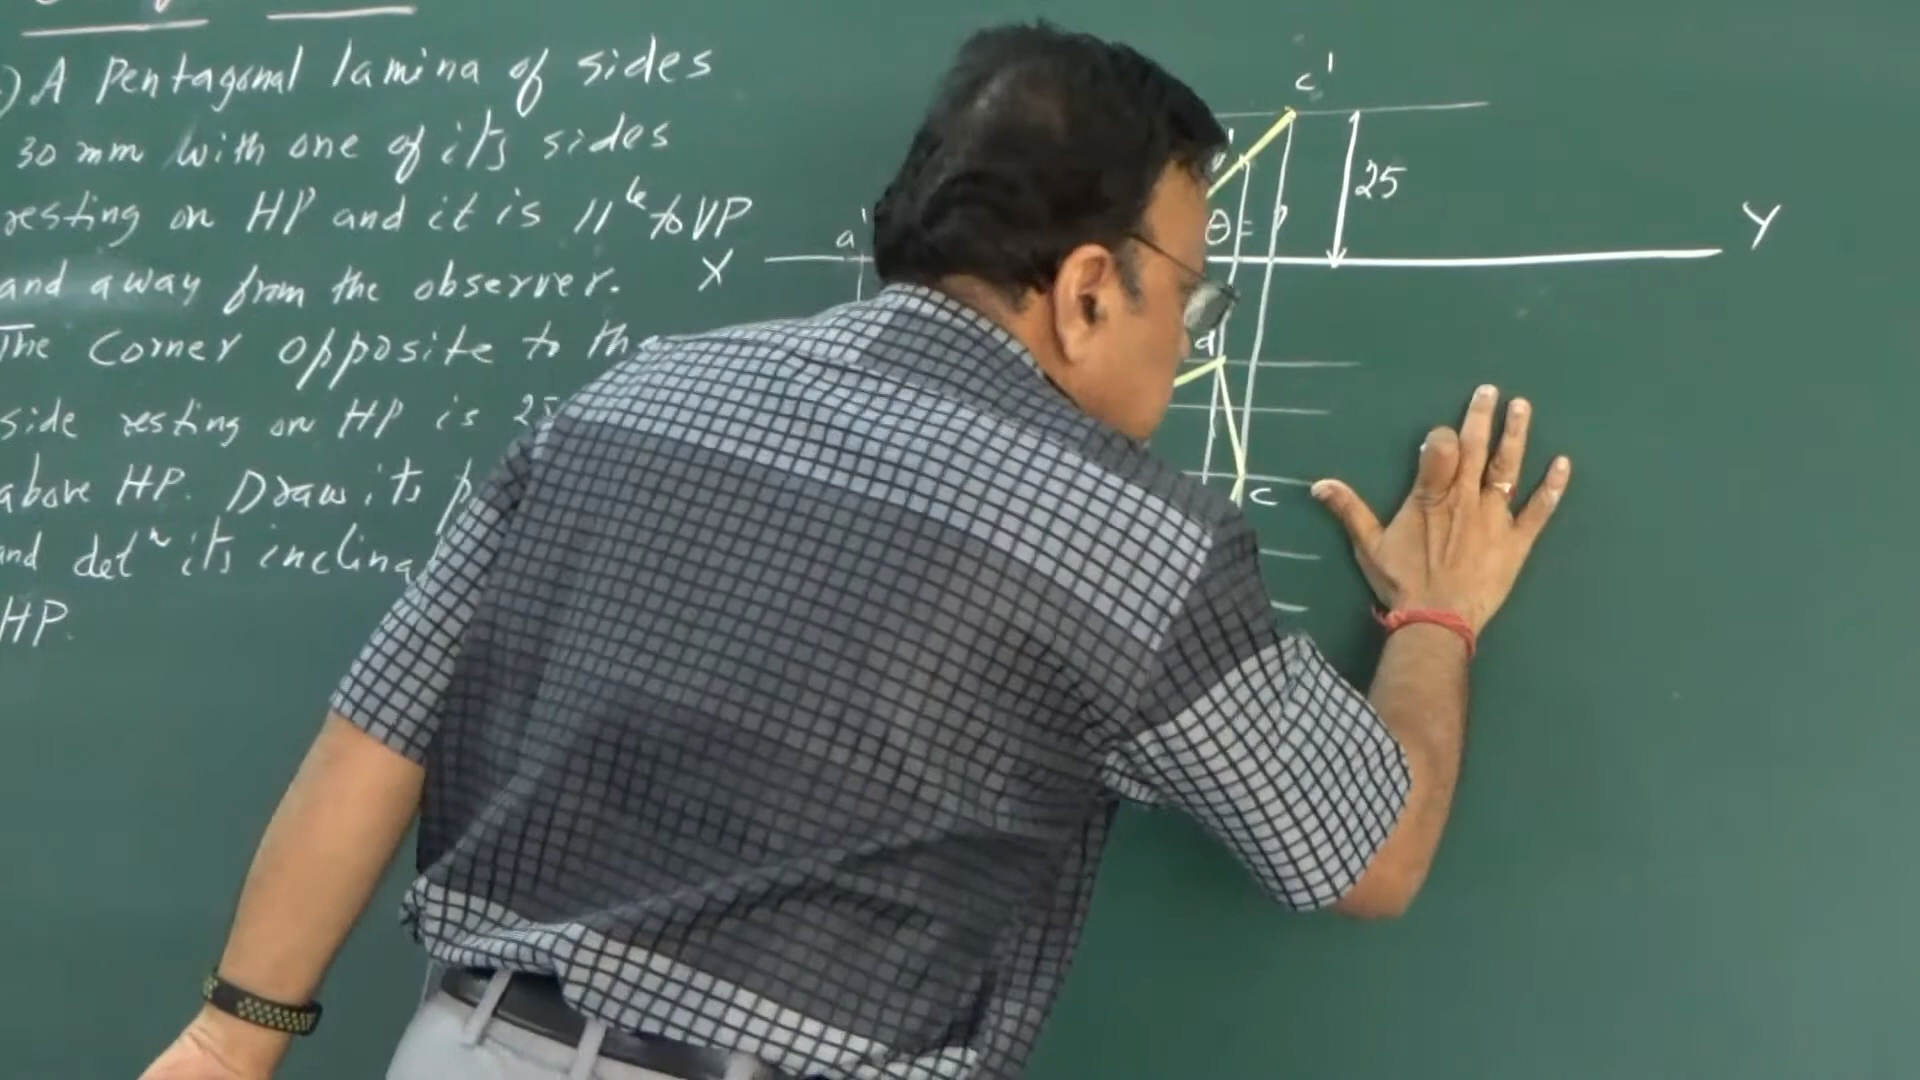 ) A Pentagonal lamina of sides
30 mm with one of its sides
resting on HP and it is 11 le to VP
and away from the observer.
The Corner opposite to the
side resting on HP is 25
above HP. Draw its
and det n its inclina
HP.
c'
25
θ = ?
a'
X
Y
d
c